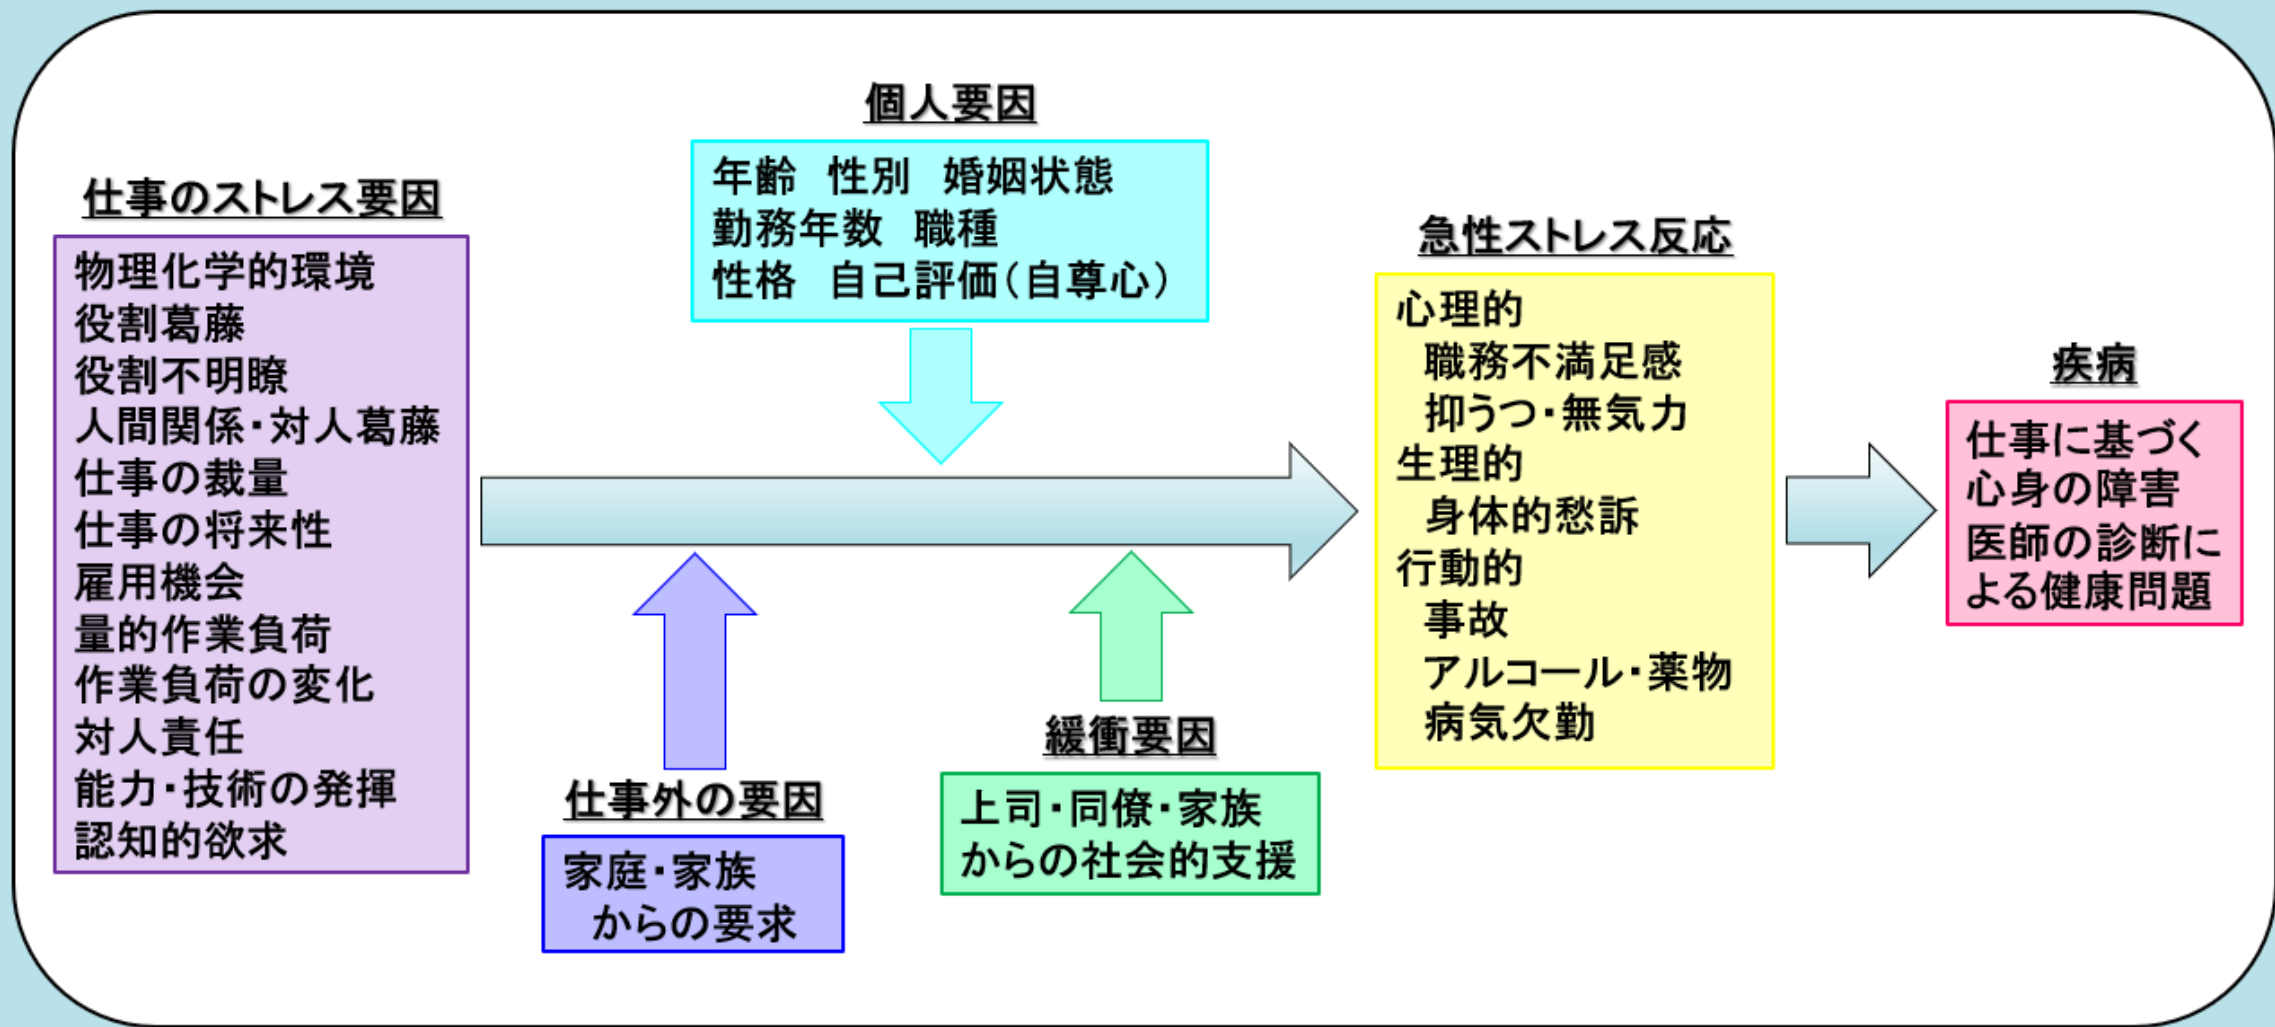 仕事のストレス要因
物理化学的環境
役割葛藤
役割不明瞭
人間関係・対人葛藤
仕事の裁量
仕事の将来性
雇用機会
量的作業負荷
作業負荷の変化
対人責任
能力・技術の発揮
認知的欲求
個人要因
年齢　性別　婚姻状態
勤務年数　職種
性格　自己評価（自尊心）
仕事外の要因
家庭・家族
からの要求
緩衝要因
上司・同僚・家族
からの社会的支援
急性ストレス反応
心理的
職務不満足感
抑うつ・無気力
生理的
身体的愁訴
行動的
事故
アルコール・薬物
病気欠勤
疾病
仕事に基づく
心身の障害
医師の診断に
よる健康問題